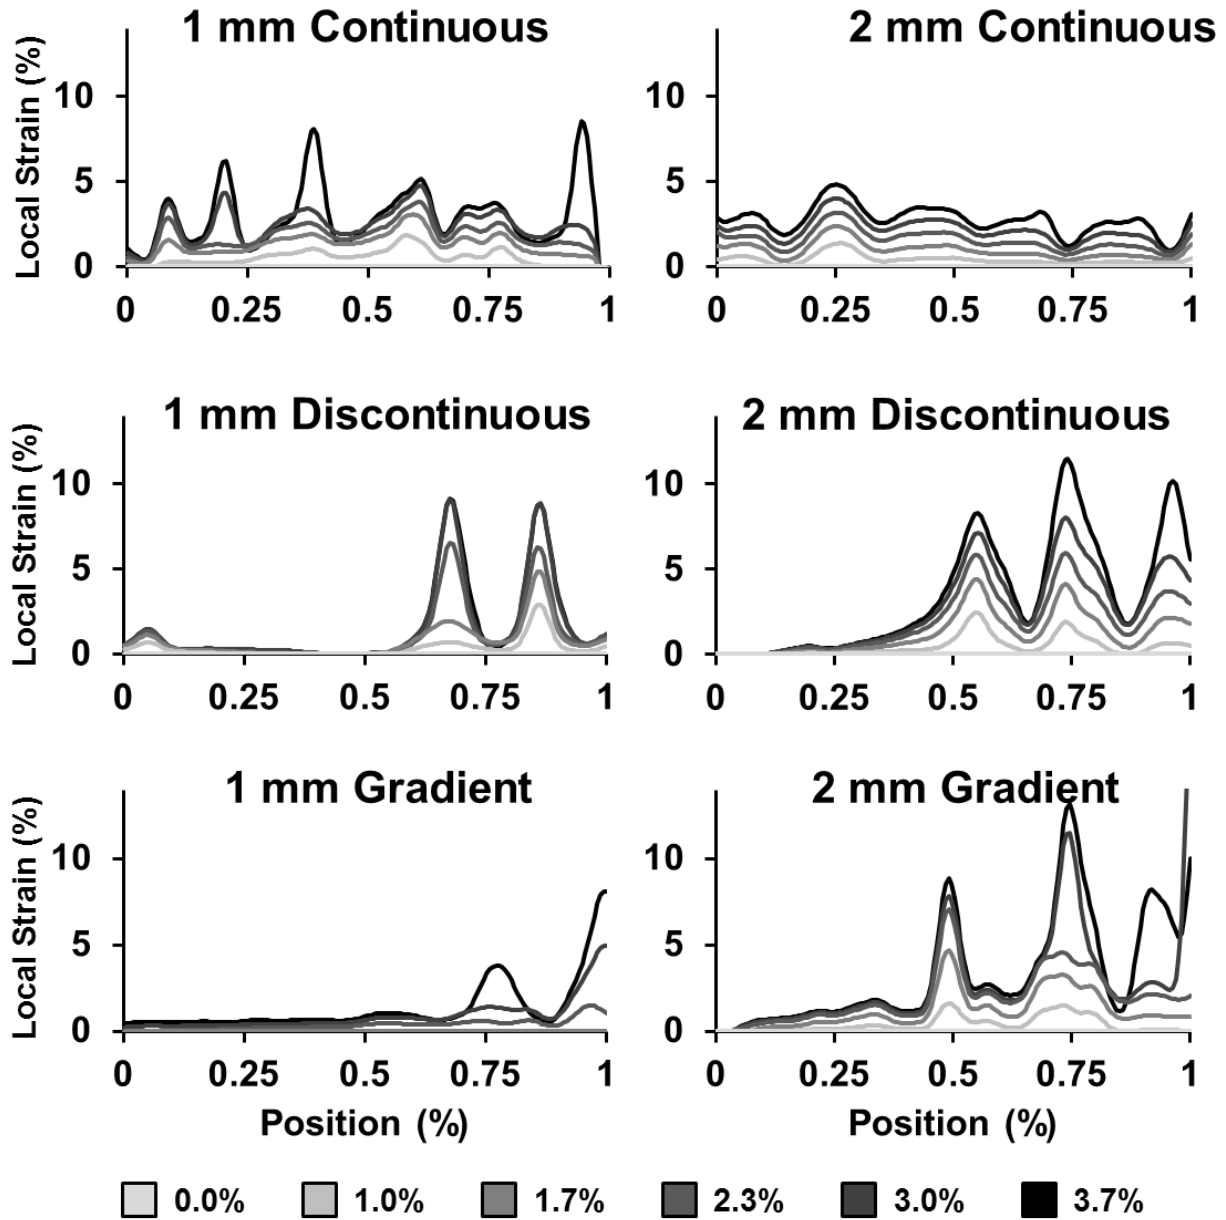 1 mm Continuous
2 mm Continuous
Local Strain (%)
10
5
0
0 0.25 0.5 0.75 1
10
5
0
0 0.25 0.5 0.75 1
1 mm Discontinuous
2 mm Discontinuous
Local Strain (%)
10
5
0
0 0.25 0.5 0.75 1
10
5
0
0 0.25 0.5 0.75 1
1 mm Gradient
2 mm Gradient
Local Strain (%)
10
5
0
0 0.25 0.5 0.75 1
Position (%)
10
5
0
0 0.25 0.5 0.75 1
Position (%)
0.0% 1.0% 1.7% 2.3% 3.0% 3.7%